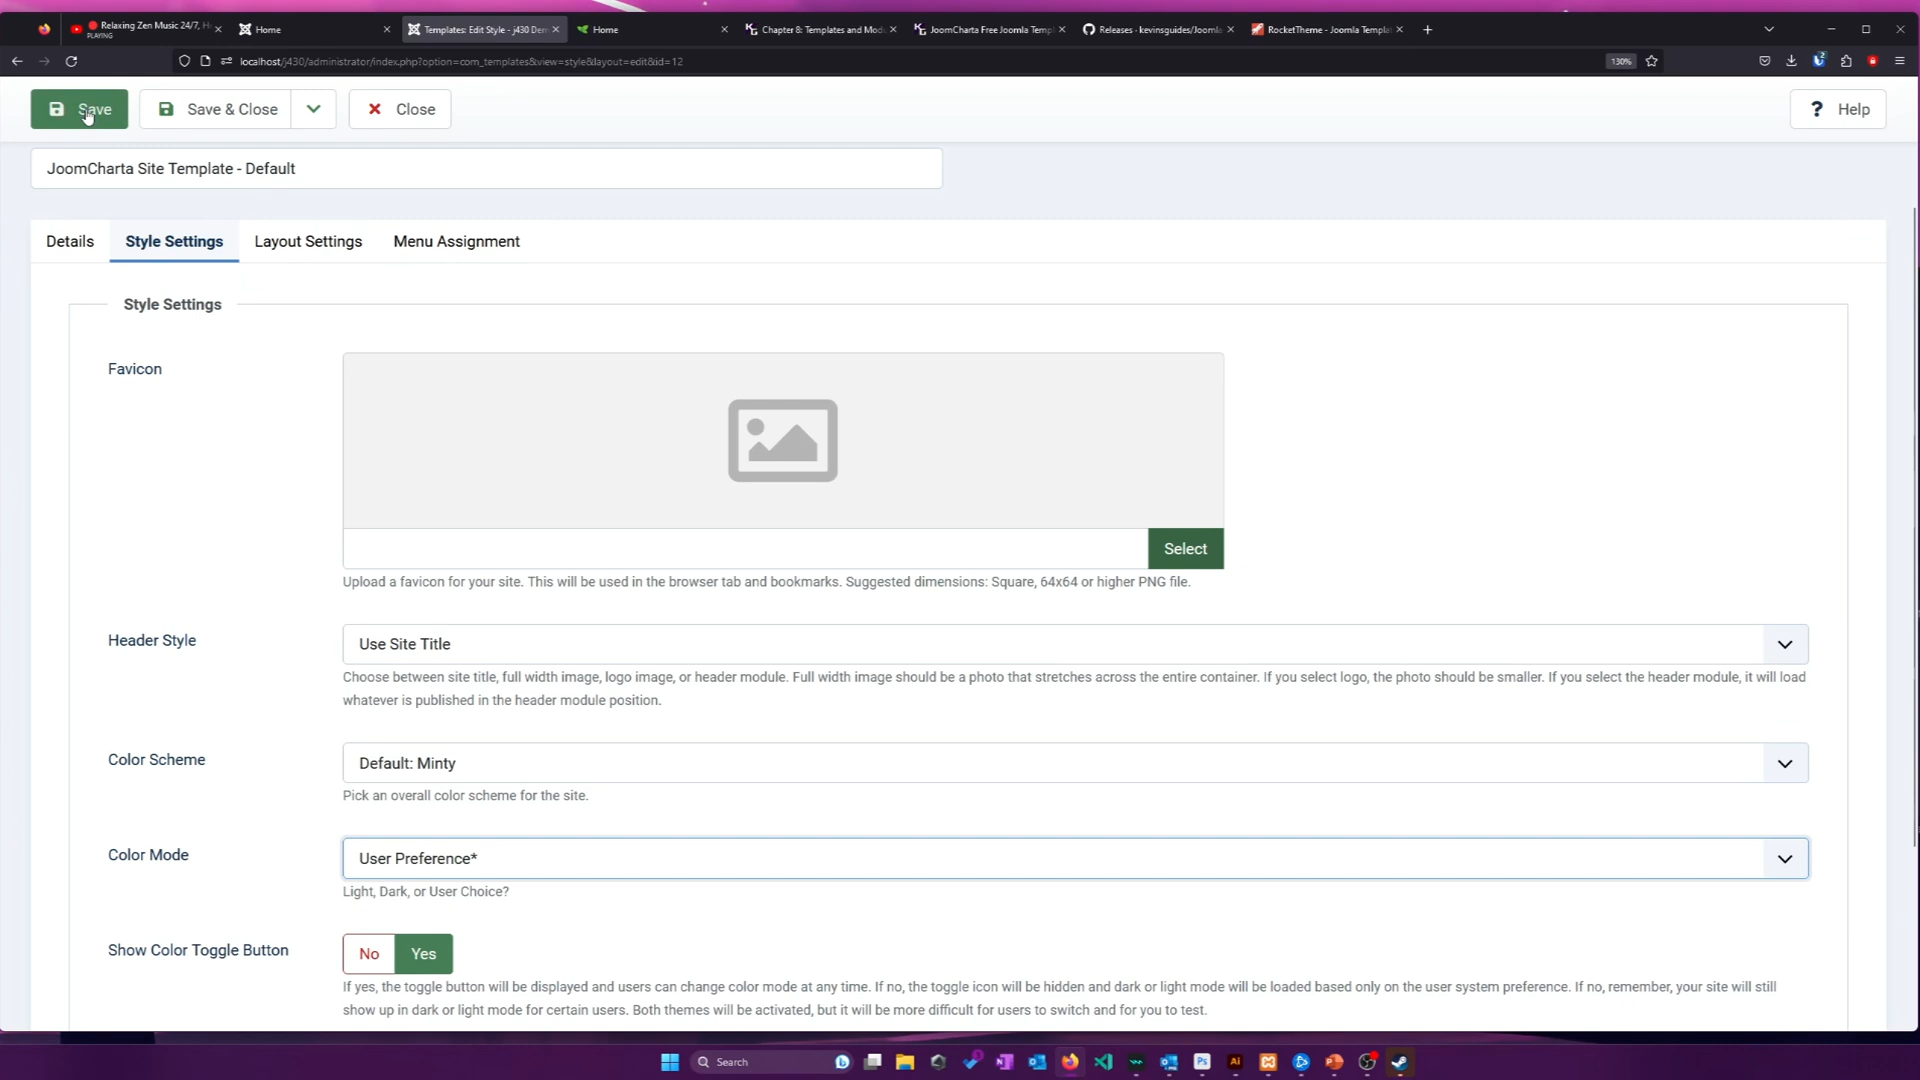 Relaxing Zen Music 24/7, H
PLAYING
Home
Templates: Edit Style - j430 Dem
Home
Chapter 8: Templates and Modu
JoomCharta Free Joomla Templ
Releases · kevinsguides/Joomla
RocketTheme - Joomla Templat
localhost/j430/administrator/index.php?option=com_templates&view=style&layout=edit&id=12
130%
2
Save
Save & Close
Close
? Help
JoomCharta Site Template - Default
Details
Style Settings
Layout Settings
Menu Assignment
Style Settings
Favicon
Select
Upload a favicon for your site. This will be used in the browser tab and bookmarks. Suggested dimensions: Square, 64x64 or higher PNG file.
Header Style
Use Site Title
Choose between site title, full width image, logo image, or header module. Full width image should be a photo that stretches across the entire container. If you select logo, the photo should be smaller. If you select the header module, it will load
whatever is published in the header module position.
Color Scheme
Default: Minty
Pick an overall color scheme for the site.
Color Mode
User Preference*
Light, Dark, or User Choice?
Show Color Toggle Button
No
Yes
If yes, the toggle button will be displayed and users can change color mode at any time. If no, the toggle icon will be hidden and dark or light mode will be loaded based only on the user system preference. If no, remember, your site will still
show up in dark or light mode for certain users. Both themes will be activated, but it will be more difficult for users to switch and for you to test.
Search
Ps
Ai